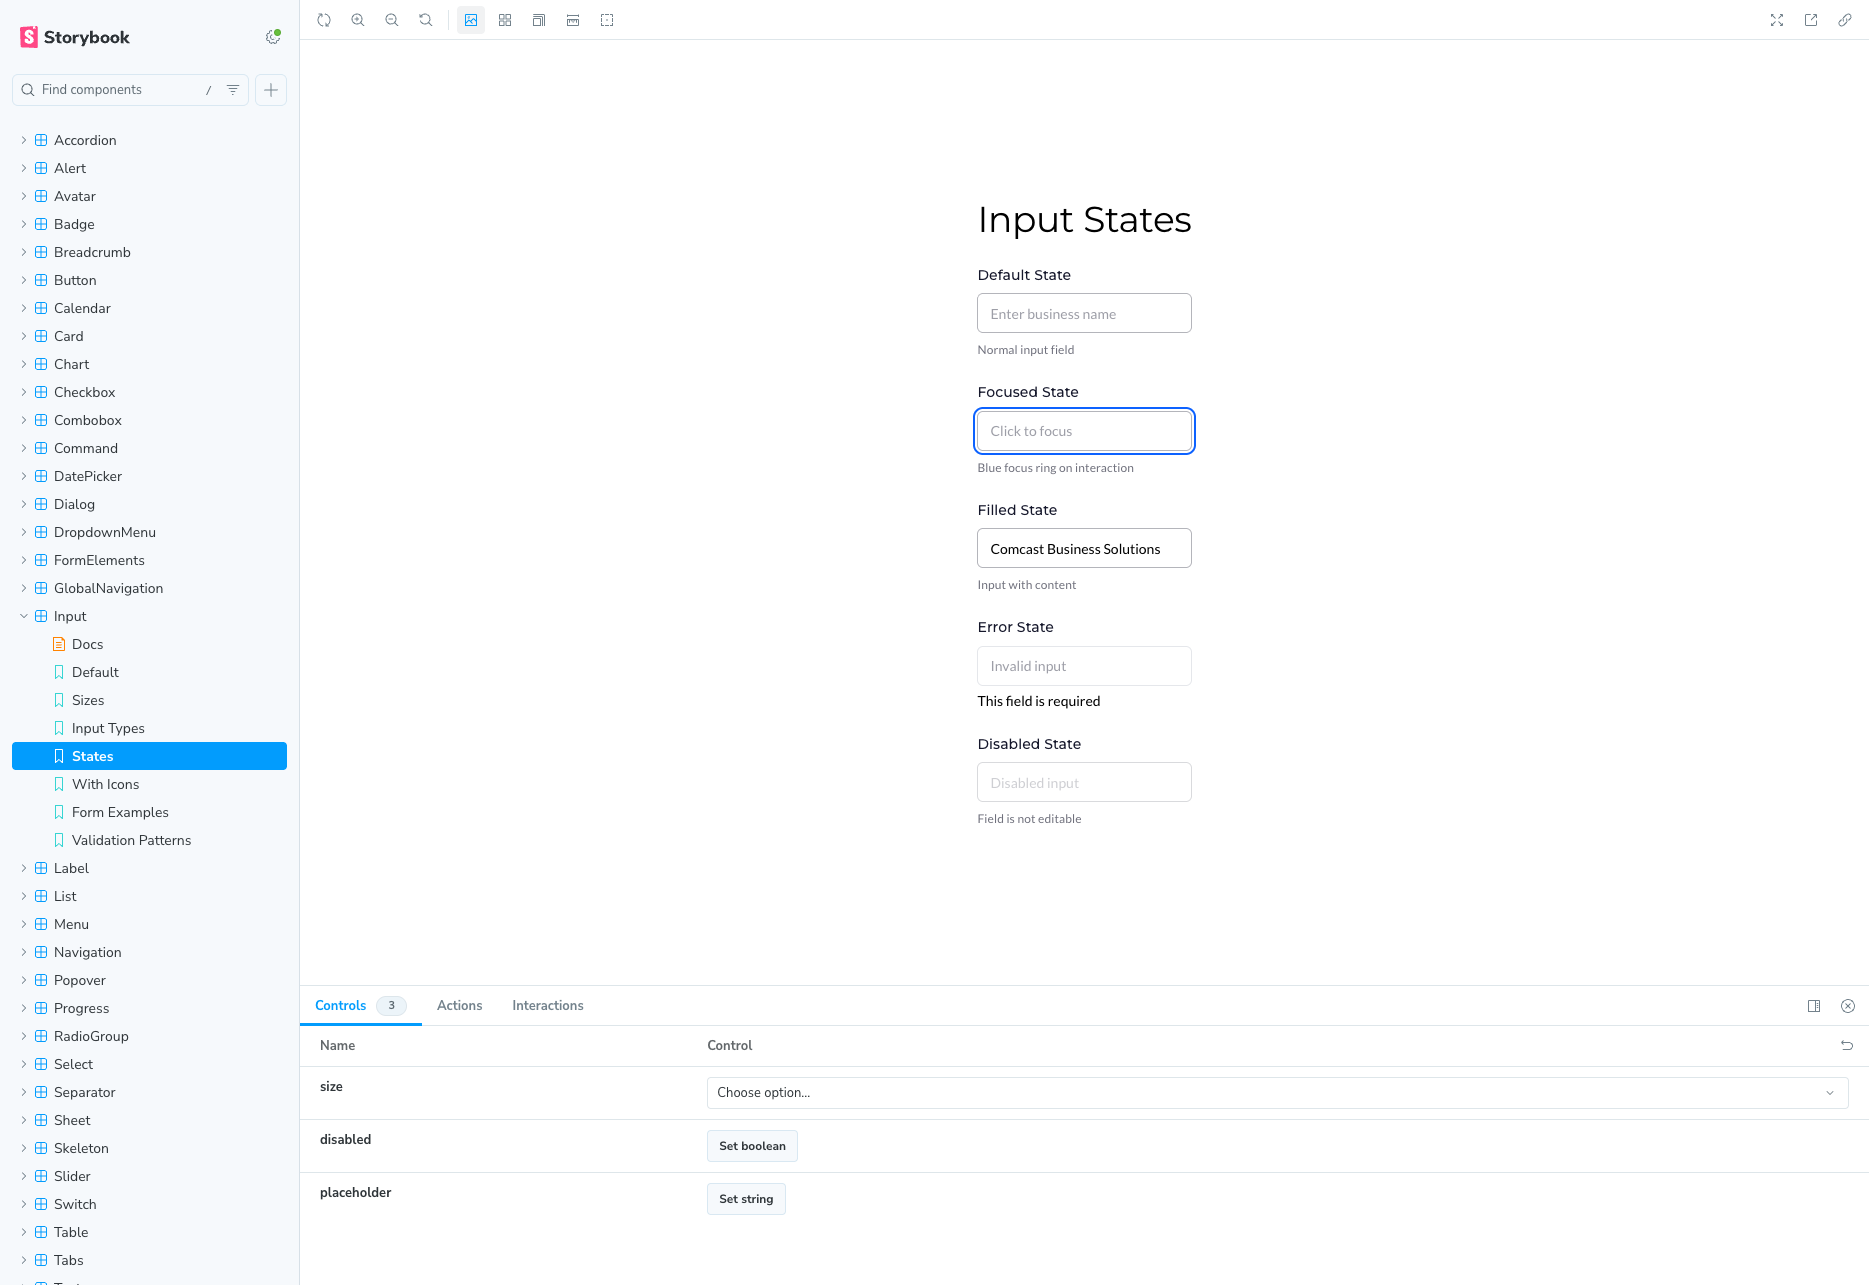 Storybook
Find components
/
Accordion
Alert
Avatar
Badge
Breadcrumb
Button
Calendar
Card
Chart
Checkbox
Combobox
Command
DatePicker
Dialog
DropdownMenu
FormElements
GlobalNavigation
Input
Docs
Default
Sizes
Input Types
States
With Icons
Form Examples
Validation Patterns
Label
List
Menu
Navigation
Popover
Progress
RadioGroup
Select
Separator
Sheet
Skeleton
Slider
Switch
Table
Tabs
Input States
Default State
Enter business name
Normal input field
Focused State
Click to focus
Blue focus ring on interaction
Filled State
Comcast Business Solutions
Input with content
Error State
Invalid input
This field is required
Disabled State
Disabled input
Field is not editable
Controls 3 Actions Interactions
Name Control
size Choose option...
disabled Set boolean
placeholder Set string